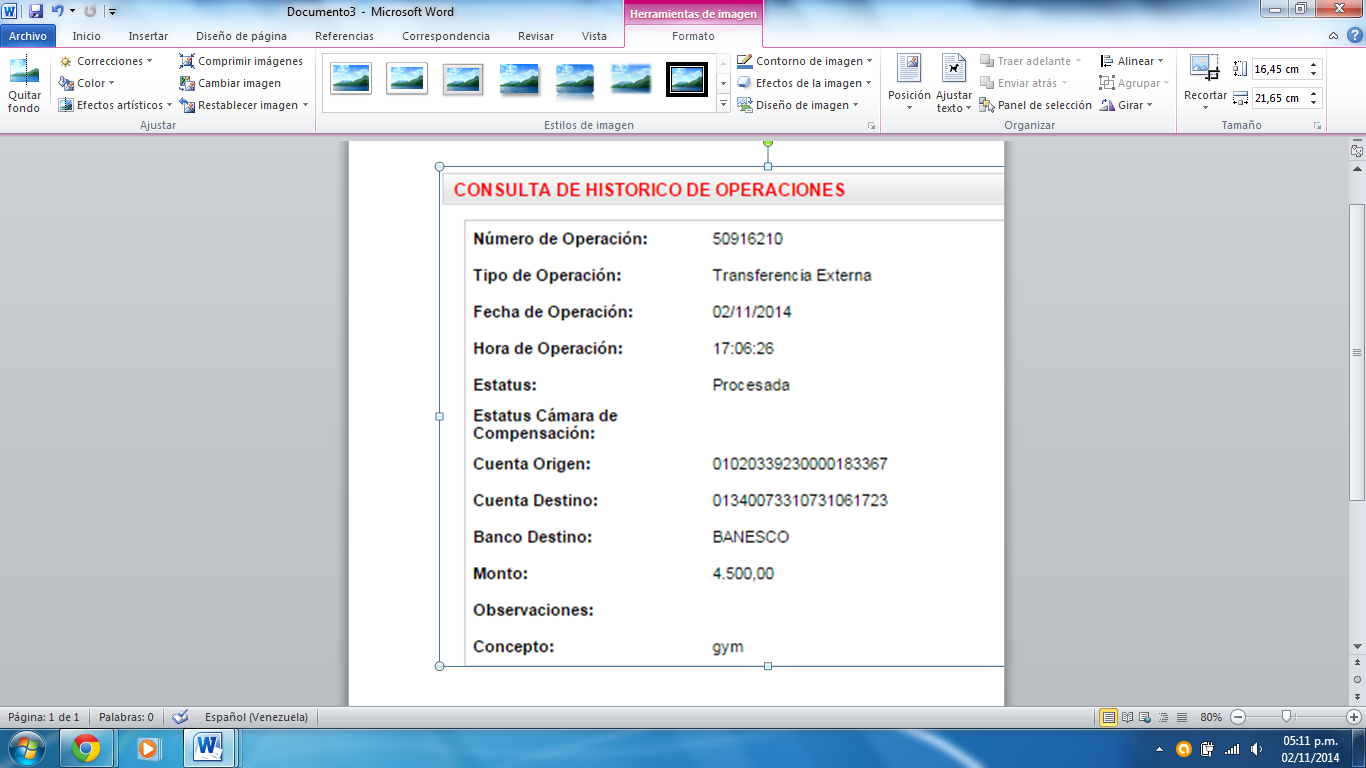 Documento3 - Microsoft Word
Herramientas de imagen
Archivo Inicio Insertar Diseño de página Referencias Correspondencia Revisar Vista Formato
Quitar fondo
Correcciones
Color
Efectos artísticos
Comprimir imágenes
Cambiar imagen
Restablecer imagen
Ajustar
Estilos de imagen
Contorno de imagen
Efectos de la imagen
Diseño de imagen
Posición
Ajustar texto
Traer adelante
Enviar atrás
Panel de selección
Alinear
Agrupar
Girar
Organizar
Recortar
16,45 cm
21,65 cm
Tamaño
CONSULTA DE HISTORICO DE OPERACIONES
Número de Operación: 50916210
Tipo de Operación: Transferencia Externa
Fecha de Operación: 02/11/2014
Hora de Operación: 17:06:26
Estatus: Procesada
Estatus Cámara de
Compensación:
Cuenta Origen: 01020339230000183367
Cuenta Destino: 01340073310731061723
Banco Destino: BANESCO
Monto: 4.500,00
Observaciones:
Concepto: gym
Página: 1 de 1 Palabras: 0 Español (Venezuela) 80%
05:11 p.m.
02/11/2014